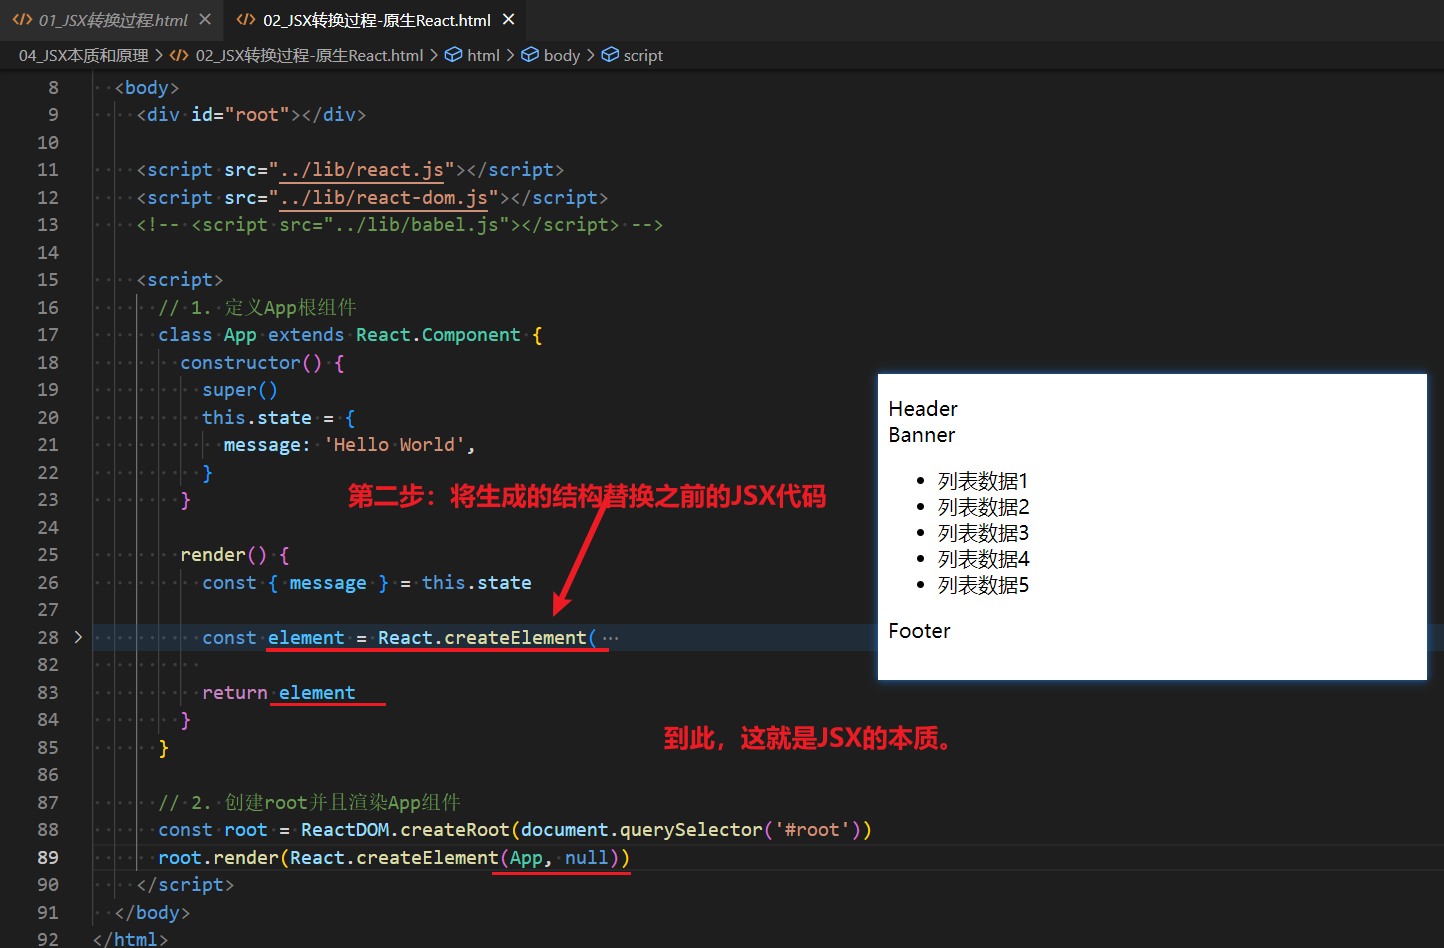 01_JSX转换过程.html
02_JSX转换过程-原生React.html
04_JSX本质和原理 > 02_JSX转换过程-原生React.html > html > body > script
8 <body>
9 <div id="root"></div>
10
11 <script src="../lib/react.js"></script>
12 <script src="../lib/react-dom.js"></script>
13 <!-- <script src="../lib/babel.js"></script> -->
14
15 <script>
16 // 1. 定义App根组件
17 class App extends React.Component {
18 constructor() {
19 super()
20 this.state = {
21 message: 'Hello World',
22 }
23 }
第二步：将生成的结构替换之前的JSX代码
24
25 render() {
26 const { message } = this.state
27
28 const element = React.createElement( ···
82
83 return element
84 }
到此，这就是JSX的本质。
85 }
86
87 // 2. 创建root并且渲染App组件
88 const root = ReactDOM.createRoot(document.querySelector('#root'))
89 root.render(React.createElement(App, null))
90 </script>
91 </body>
92 </html>
Header
Banner
列表数据1
列表数据2
列表数据3
列表数据4
列表数据5
Footer